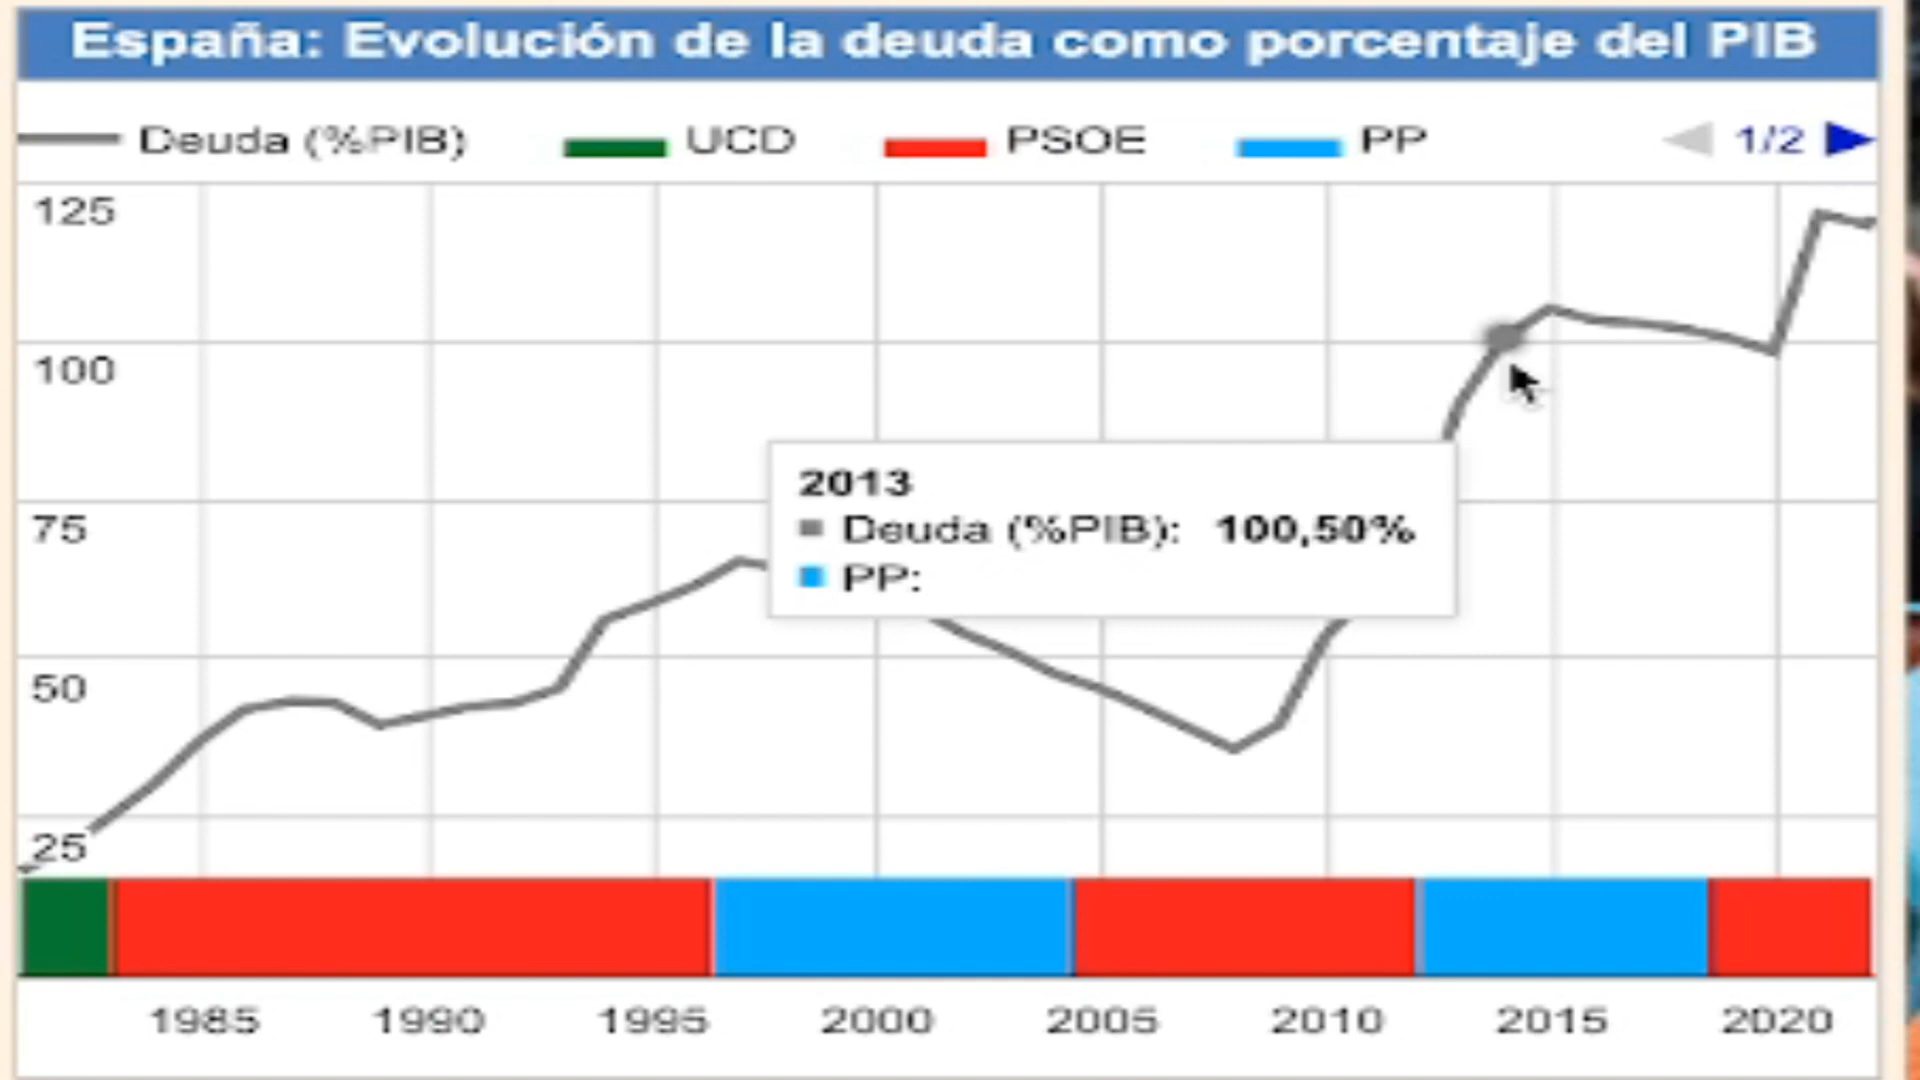 España: Evolución de la deuda como porcentaje del PIB
Deuda (%PIB) UCD PSOE PP 1/2
125
100
75
50
25
2013
Deuda (%PIB): 100,50%
PP:
1985 1990 1995 2000 2005 2010 2015 2020